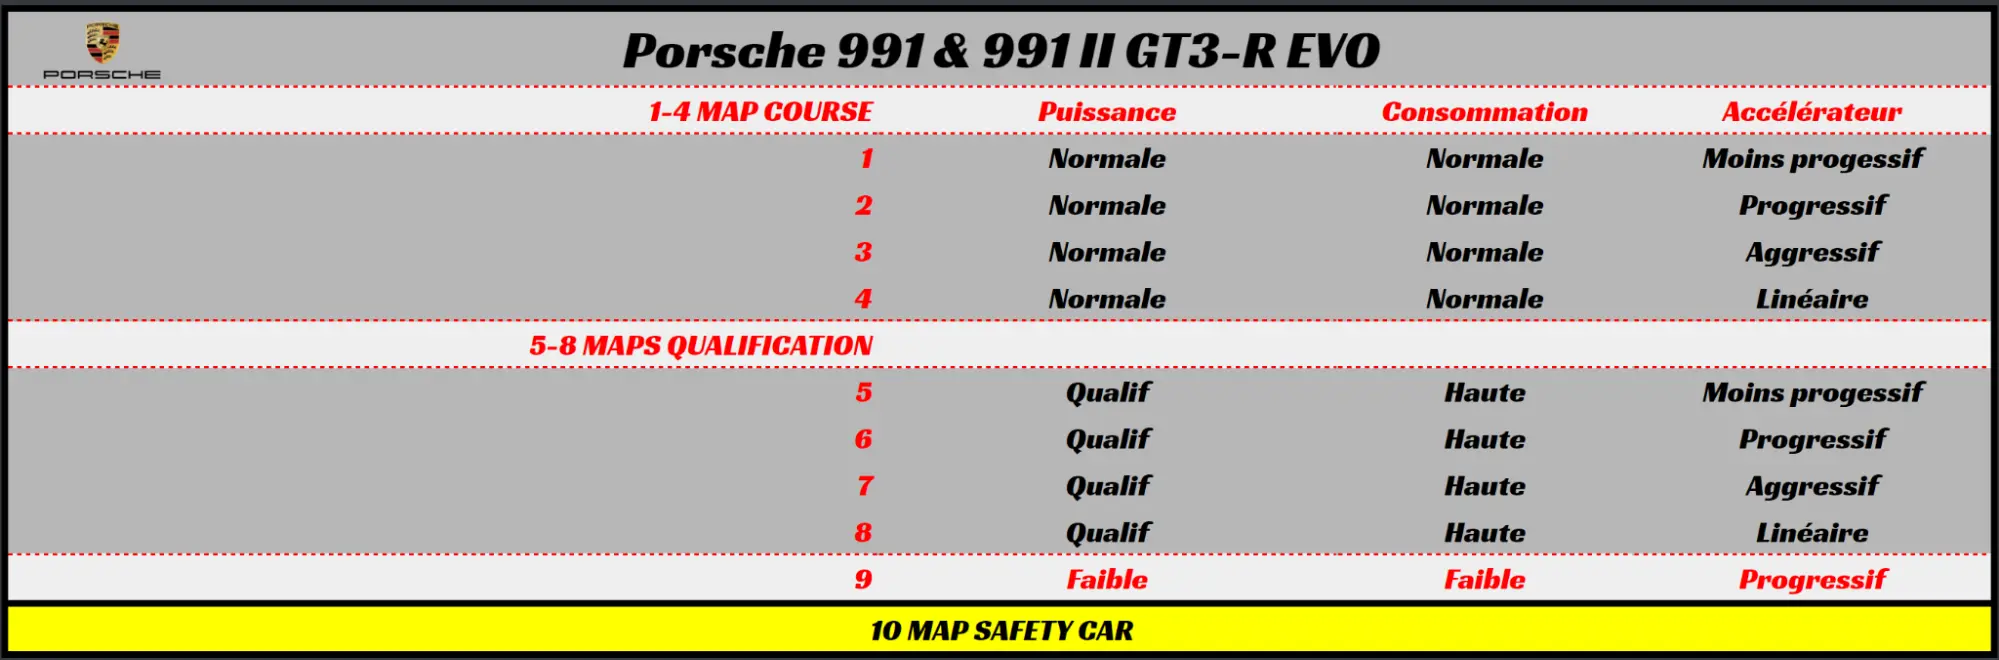 PORSCHE
Porsche 991 & 991 II GT3-R EVO
1-4 MAP COURSE Puissance Consommation Accélérateur
1 Normale Normale Moins progessif
2 Normale Normale Progressif
3 Normale Normale Aggressif
4 Normale Normale Linéaire
5-8 MAPS QUALIFICATION
5 Qualif Haute Moins progessif
6 Qualif Haute Progressif
7 Qualif Haute Aggressif
8 Qualif Haute Linéaire
9 Faible Faible Progressif
10 MAP SAFETY CAR